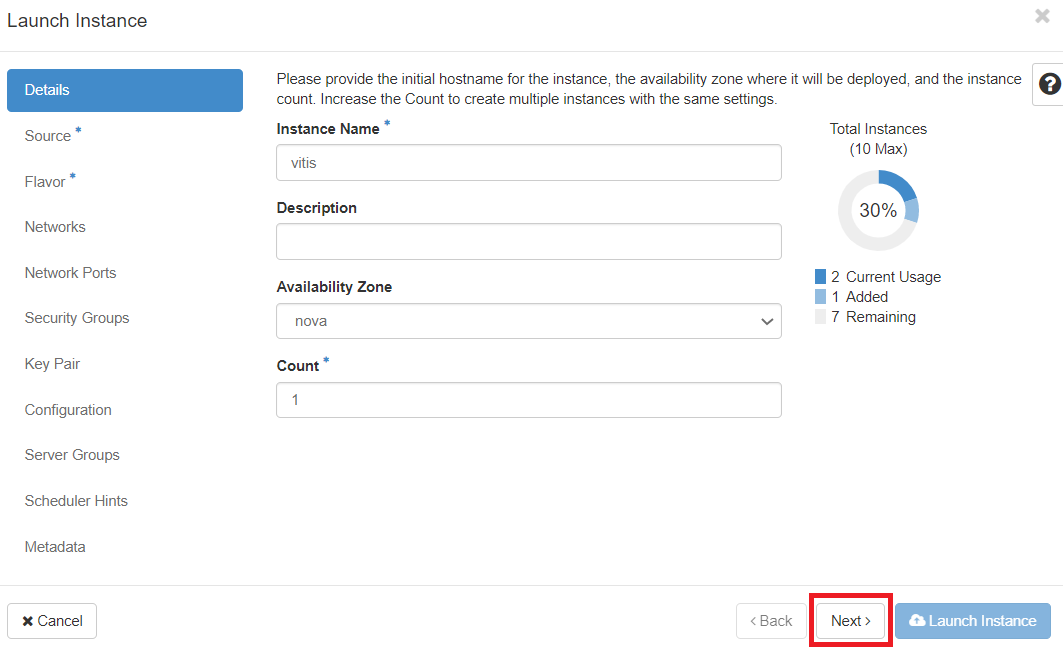 Launch Instance
×
Details
Source *
Flavor *
Networks
Network Ports
Security Groups
Key Pair
Configuration
Server Groups
Scheduler Hints
Metadata
Please provide the initial hostname for the instance, the availability zone where it will be deployed, and the instance
count. Increase the Count to create multiple instances with the same settings.
?
Instance Name *
vitis
Description
Availability Zone
nova
Count *
1
Total Instances
(10 Max)
30%
2 Current Usage
1 Added
7 Remaining
✖ Cancel
‹ Back
Next ›
Launch Instance